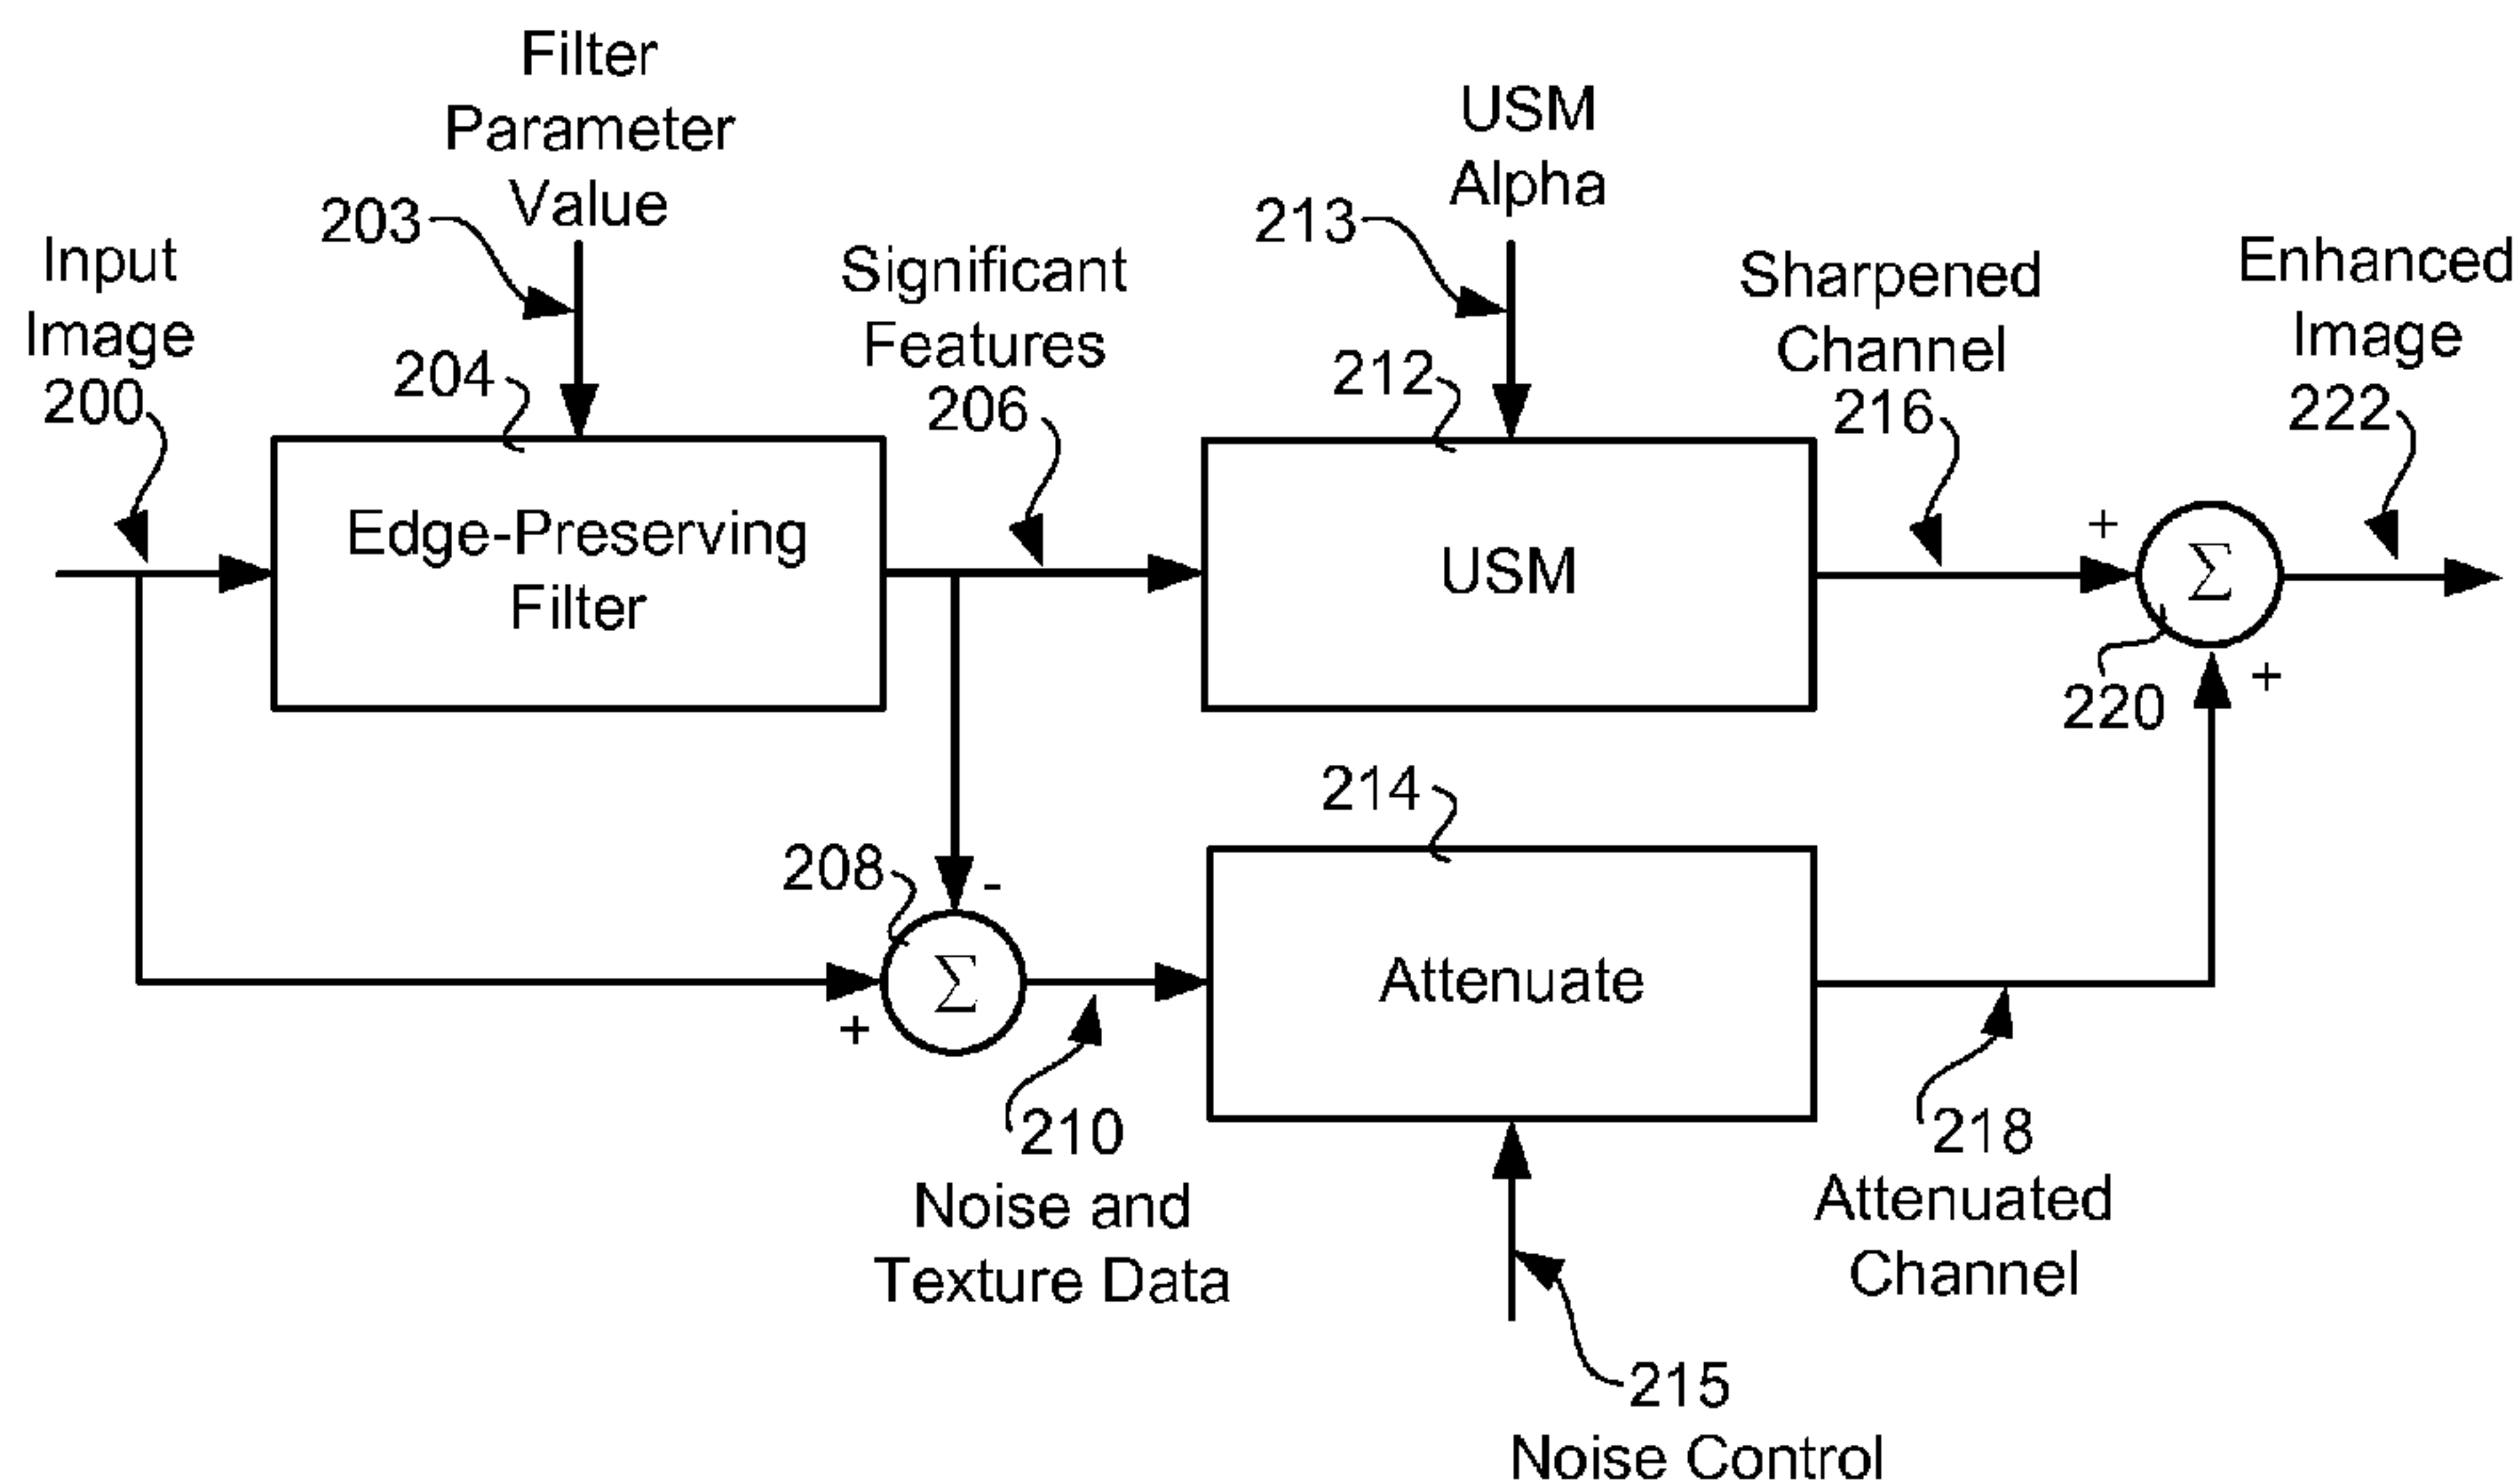 Filter
Parameter
Value
203
USM
Alpha
213
Input
Image
200
204
Significant
Features
206
212
Sharpened
Channel
216
Enhanced
Image
222
Edge-Preserving
Filter
USM
+
Σ
220
+
208
-
Σ
+
214
Attenuate
210
Noise and
Texture Data
218
Attenuated
Channel
215
Noise Control